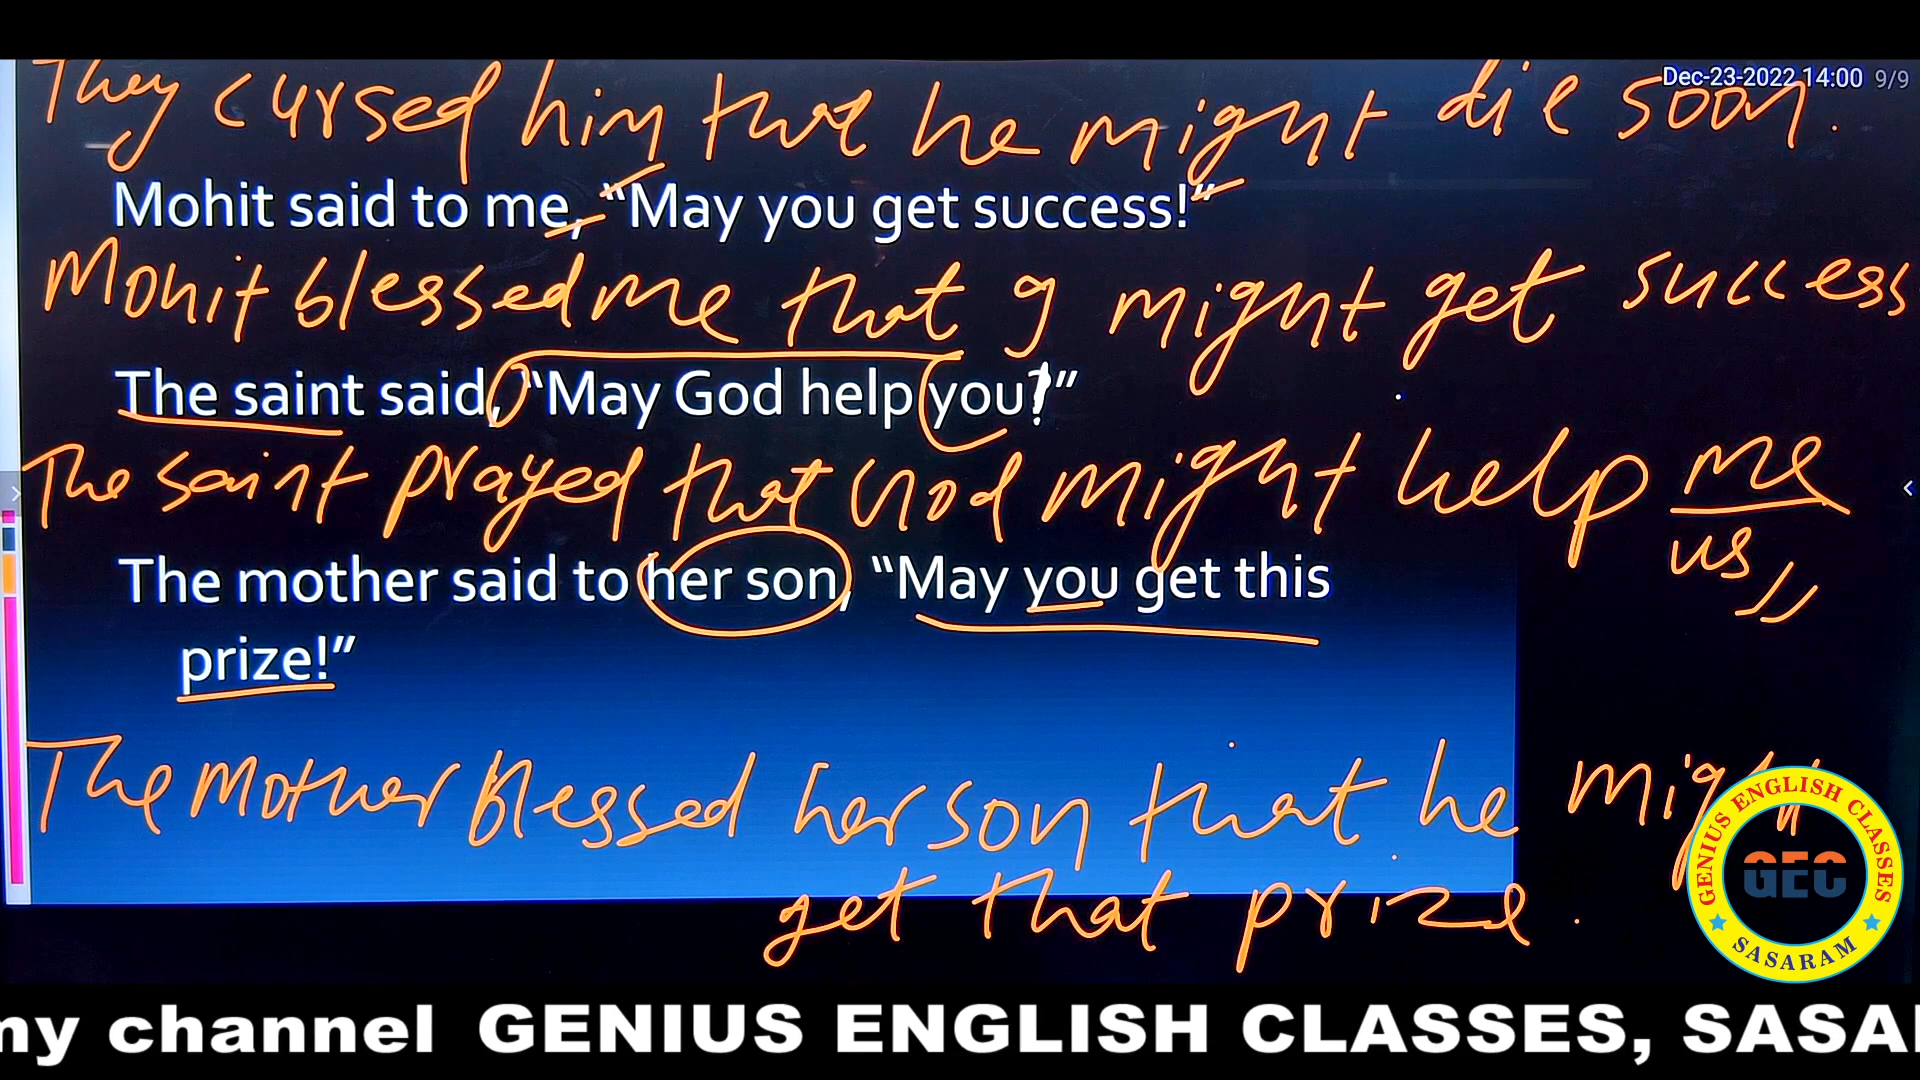 They cursed him that he might die soon.
Dec-23-2022 14:00 9/9
Mohit said to me, “May you get success!”
Mohit blessed me that I might get success
The saint said, “May God help you!”
The saint prayed that God might help me
us,,
The mother said to her son, “May you get this
prize!”
The Mother Blessed her son that he might
get that prize.
GENIUS ENGLISH CLASSES
GEC
SASARAM
my channel GENIUS ENGLISH CLASSES, SASA